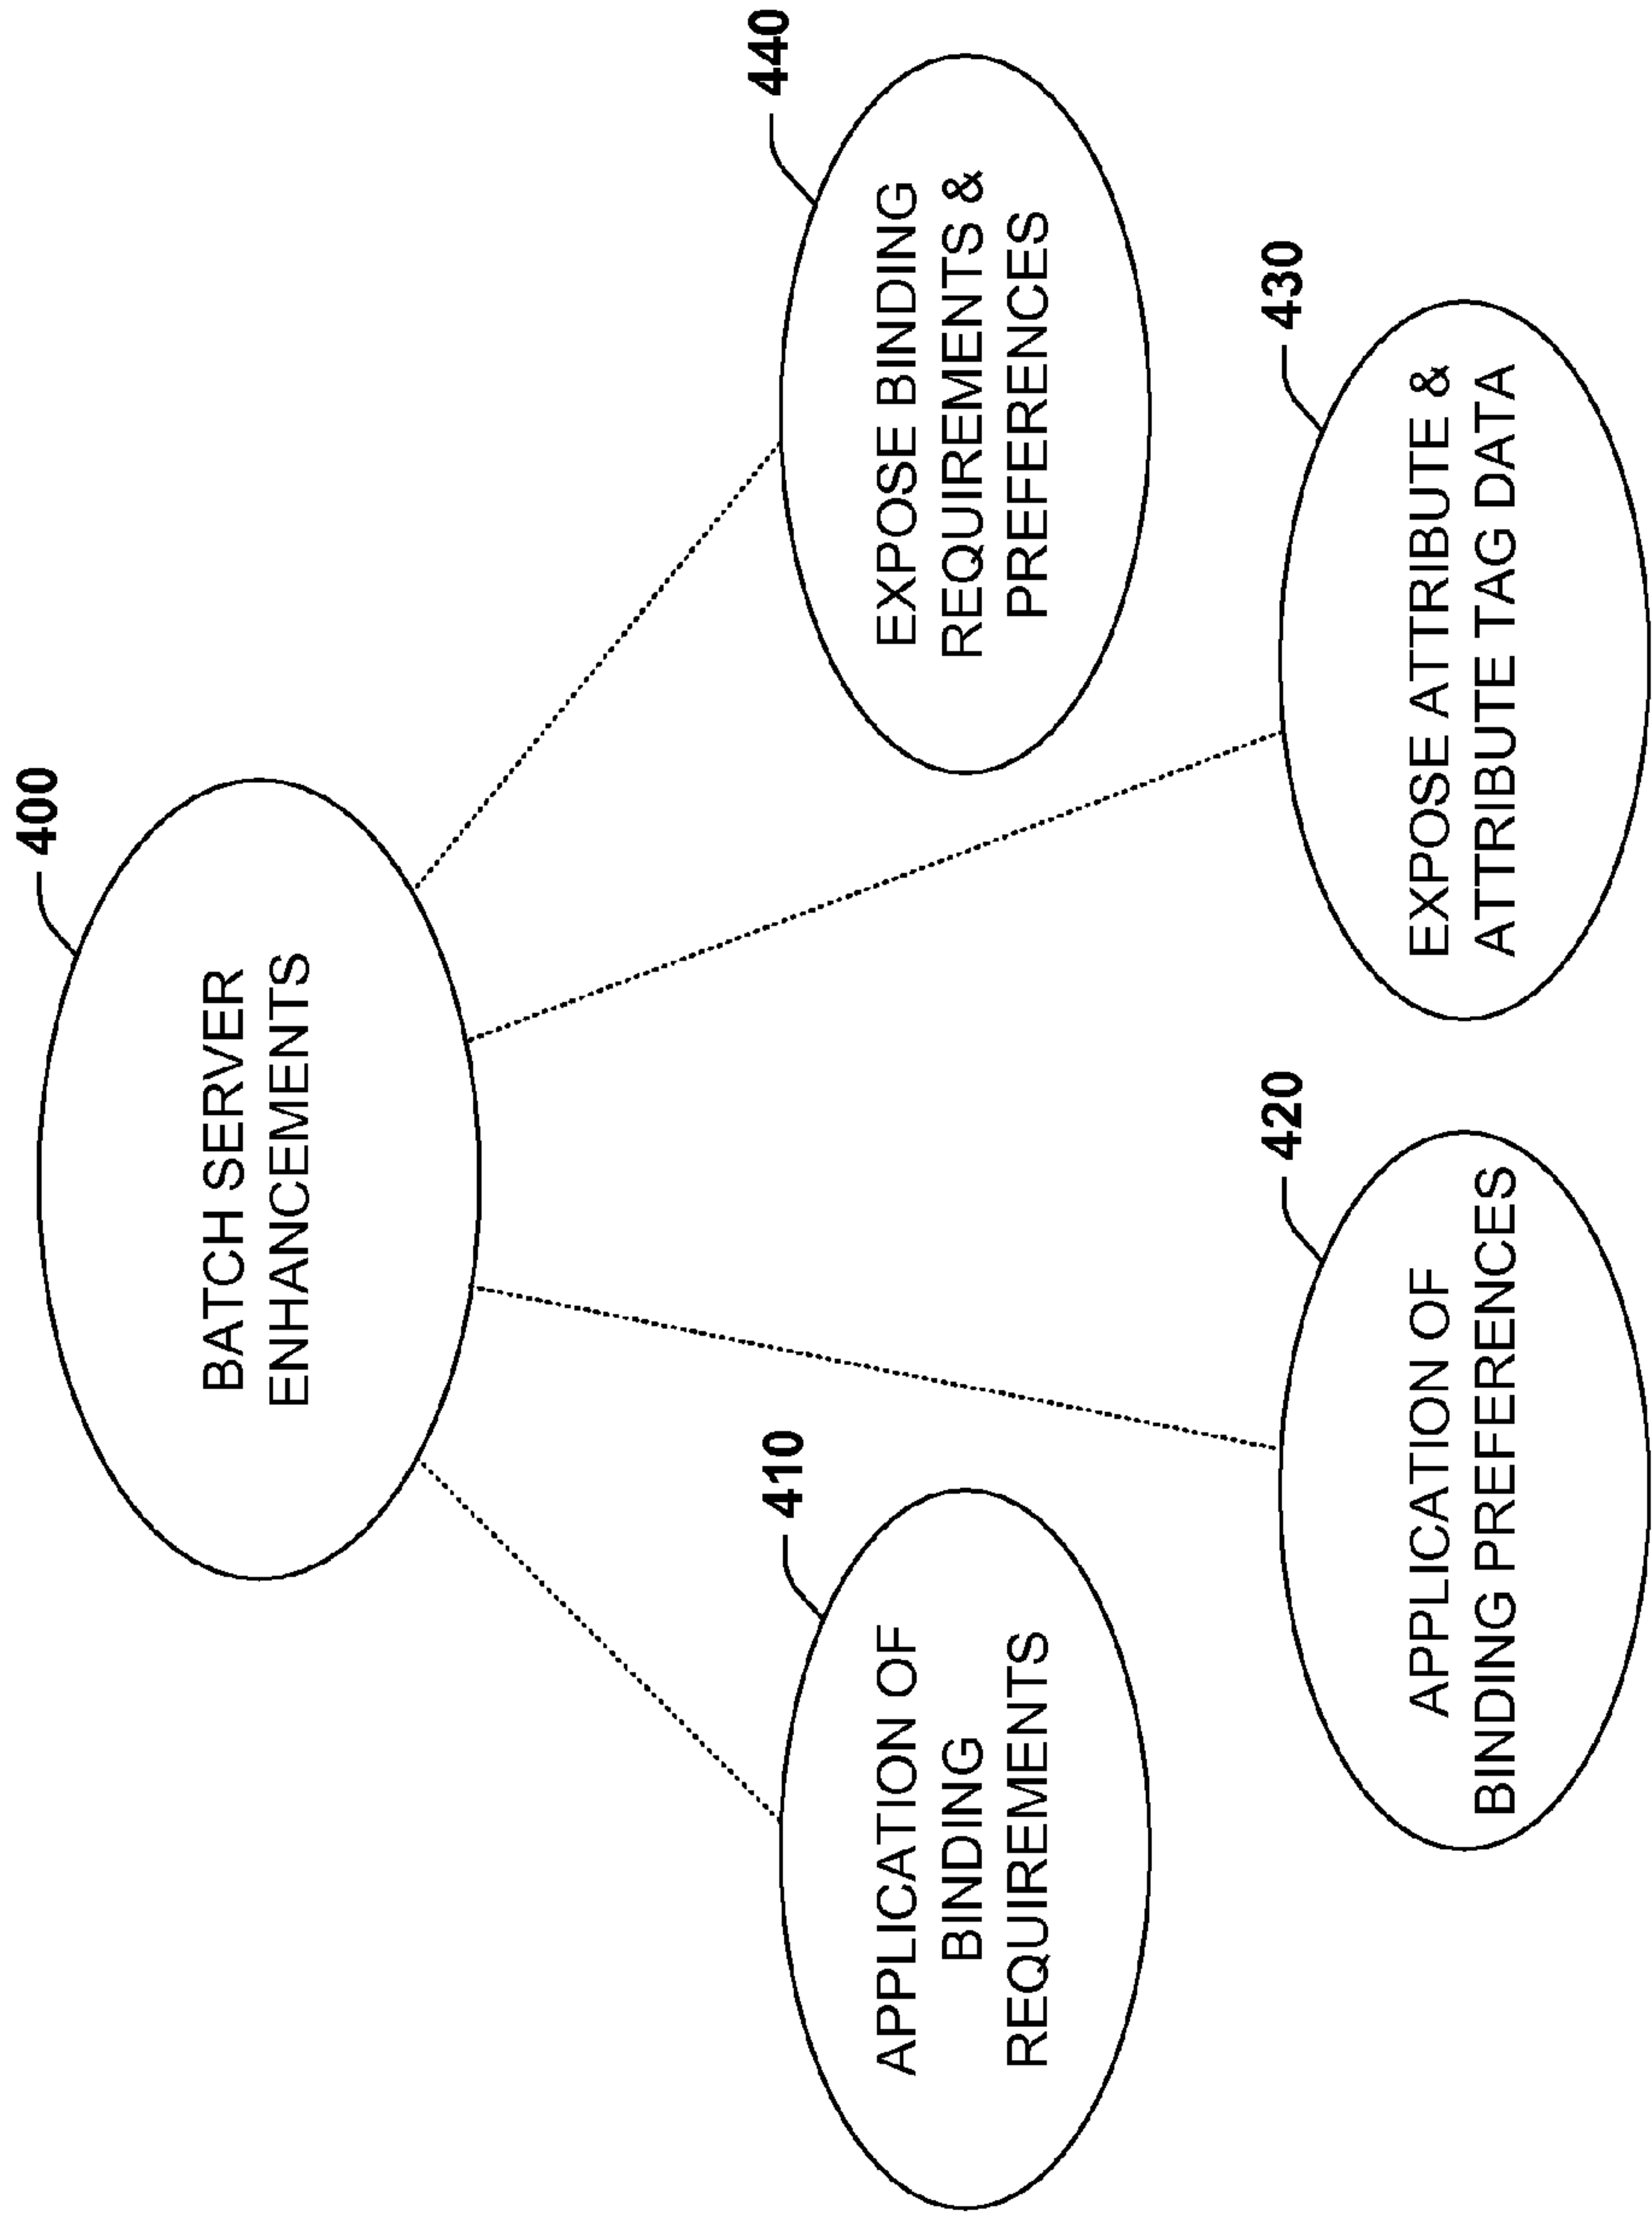 400
BATCH SERVER
ENHANCEMENTS
410
APPLICATION OF
BINDING
REQUIREMENTS
440
EXPOSE BINDING
REQUIREMENTS &
PREFERENCES
420
APPLICATION OF
BINDING PREFERENCES
430
EXPOSE ATTRIBUTE &
ATTRIBUTE TAG DATA